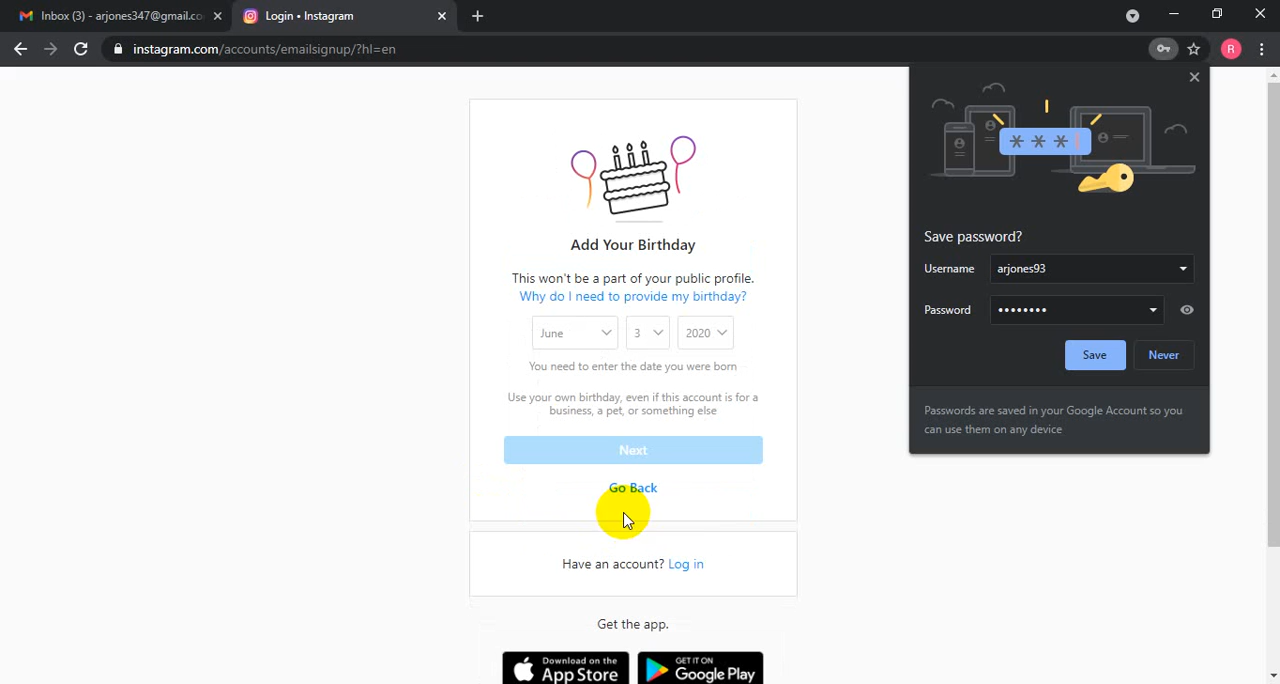 Inbox (3) - arjones347@gmail.co
Login • Instagram
instagram.com/accounts/emailsignup/?hl=en
R
Add Your Birthday
This won't be a part of your public profile.
Why do I need to provide my birthday?
June 3 2020
You need to enter the date you were born
Use your own birthday, even if this account is for a
business, a pet, or something else
Next
Go Back
Have an account? Log in
Get the app.
Download on the
App Store
GET IT ON
Google Play
***
Save password?
Username arjones93
Password ••••••••
Save Never
Passwords are saved in your Google Account so you
can use them on any device